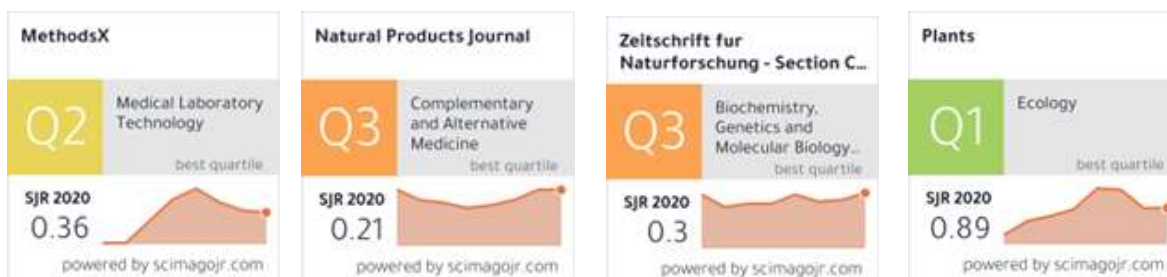 MethodsX
Q2
Medical Laboratory
Technology
best quartile
SJR 2020
0.36
powered by scimagojr.com
Natural Products Journal
Q3
Complementary
and Alternative
Medicine
best quartile
SJR 2020
0.21
powered by scimagojr.com
Zeitschrift fur
Naturforschung - Section C...
Q3
Biochemistry,
Genetics and
Molecular Biology...
best quartile
SJR 2020
0.3
powered by scimagojr.com
Plants
Q1
Ecology
best quartile
SJR 2020
0.89
powered by scimagojr.com